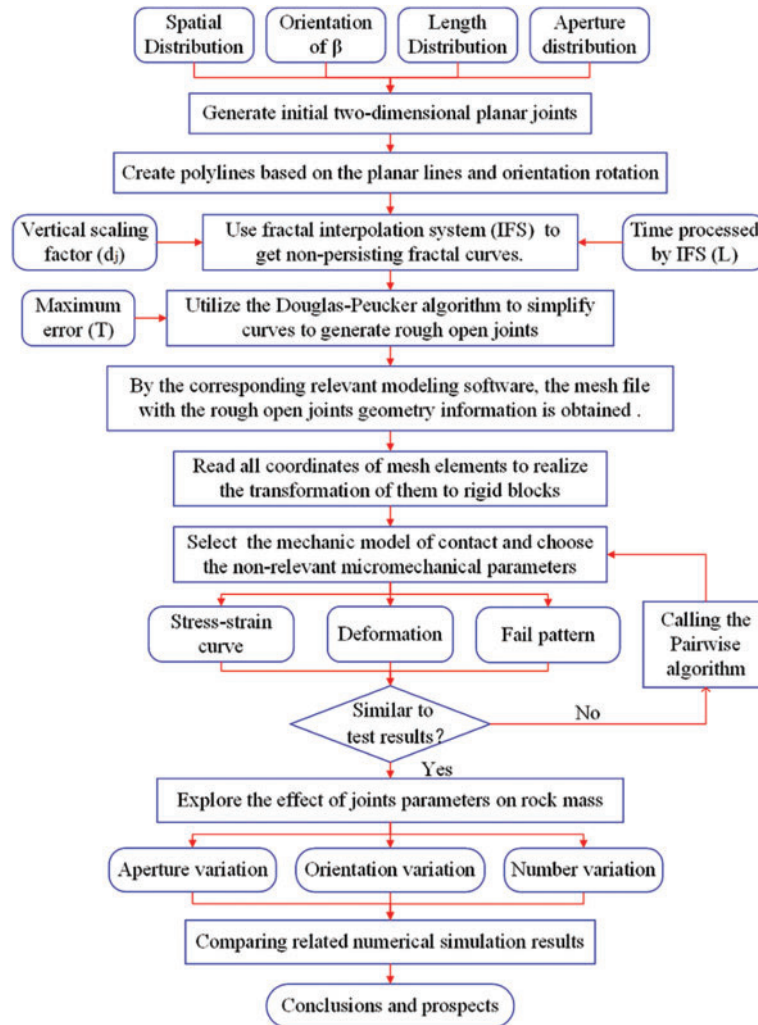 Spatial
Distribution
Orientation
of β
Length
Distribution
Aperture
distribution
Generate initial two-dimensional planar joints
Create polylines based on the planar lines and orientation rotation
Vertical scaling
factor (dj)
Use fractal interpolation system (IFS) to
get non-persisting fractal curves.
Time processed
by IFS (L)
Maximum
error (T)
Utilize the Douglas-Peucker algorithm to simplify
curves to generate rough open joints
By the corresponding relevant modeling software, the mesh file
with the rough open joints geometry information is obtained .
Read all coordinates of mesh elements to realize
the transformation of them to rigid blocks
Select the mechanic model of contact and choose
the non-relevant micromechanical parameters
Stress-strain
curve
Deformation
Fail pattern
Calling the
Pairwise
algorithm
Similar to
test results?
No
Yes
Explore the effect of joints parameters on rock mass
Aperture variation
Orientation variation
Number variation
Comparing related numerical simulation results
Conclusions and prospects